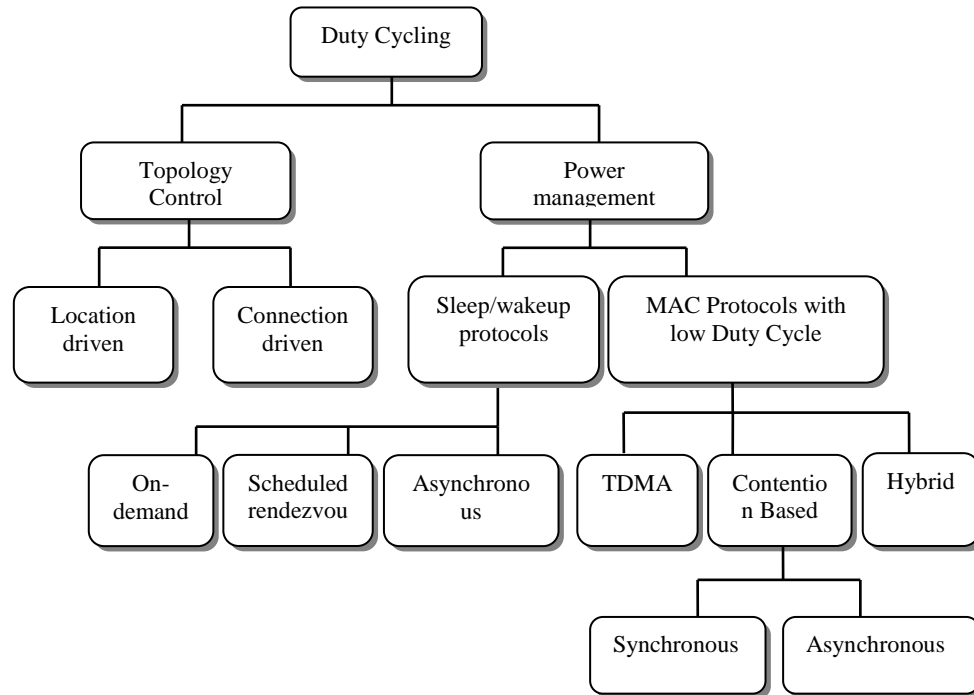 Duty Cycling
Topology
Control
Power
management
Location
driven
Connection
driven
Sleep/wakeup
protocols
MAC Protocols with
low Duty Cycle
On-
demand
Scheduled
rendezvou
Asynchrono
us
TDMA
Contentio
n Based
Hybrid
Synchronous
Asynchronous